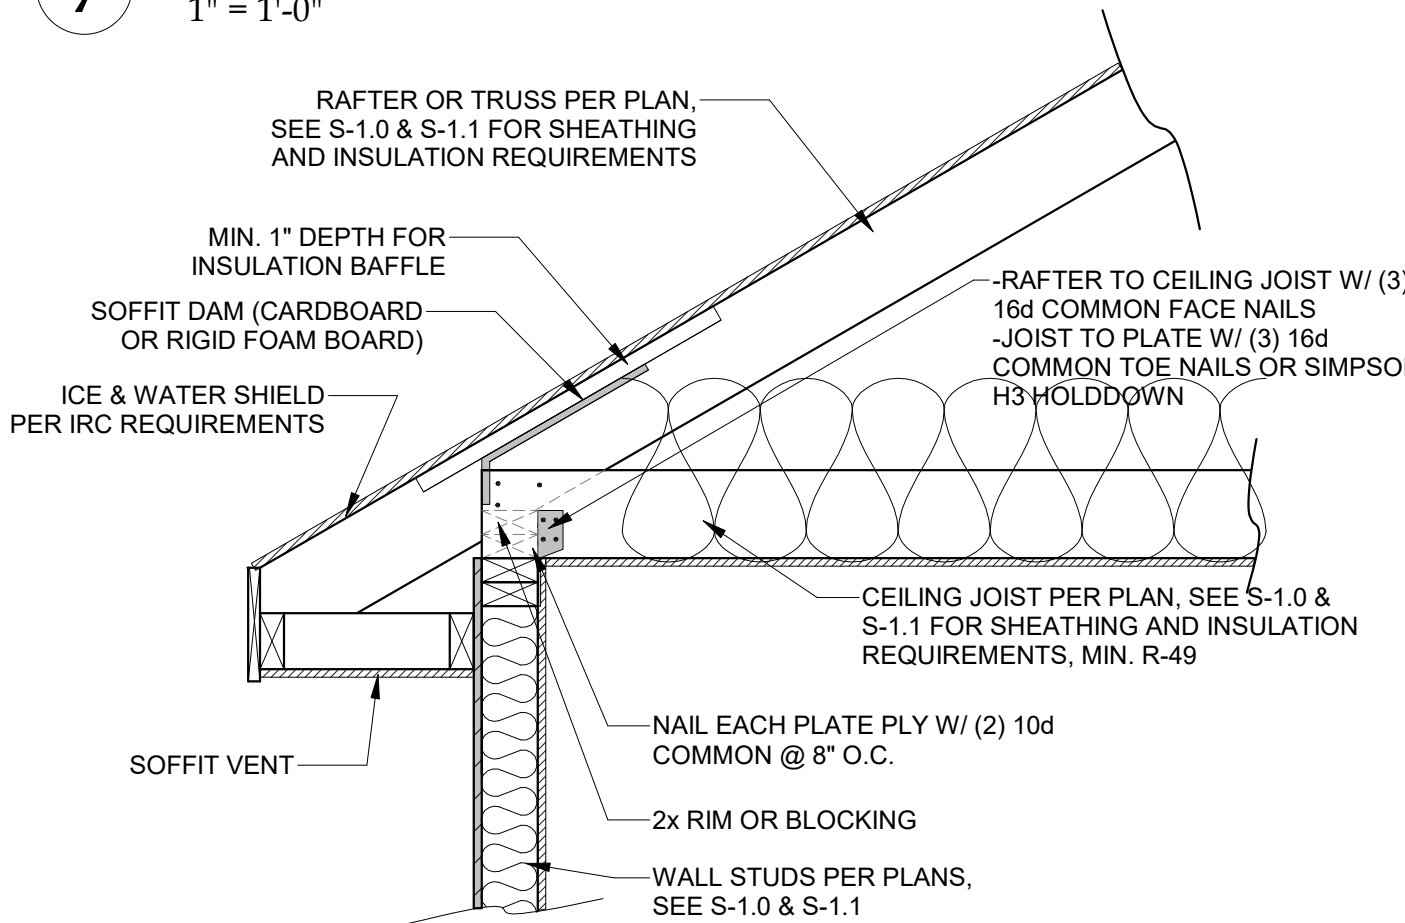 1" = 1'-0"
RAFTER OR TRUSS PER PLAN,
SEE S-1.0 & S-1.1 FOR SHEATHING
AND INSULATION REQUIREMENTS
MIN. 1" DEPTH FOR
INSULATION BAFFLE
SOFFIT DAM (CARDBOARD
OR RIGID FOAM BOARD)
ICE & WATER SHIELD
PER IRC REQUIREMENTS
-RAFTER TO CEILING JOIST W/ (3)
16d COMMON FACE NAILS
-JOIST TO PLATE W/ (3) 16d
COMMON TOE NAILS OR SIMPSO
H3 HOLDDOWN
CEILING JOIST PER PLAN, SEE S-1.0 &
S-1.1 FOR SHEATHING AND INSULATION
REQUIREMENTS, MIN. R-49
NAIL EACH PLATE PLY W/ (2) 10d
COMMON @ 8" O.C.
SOFFIT VENT
2x RIM OR BLOCKING
WALL STUDS PER PLANS,
SEE S-1.0 & S-1.1